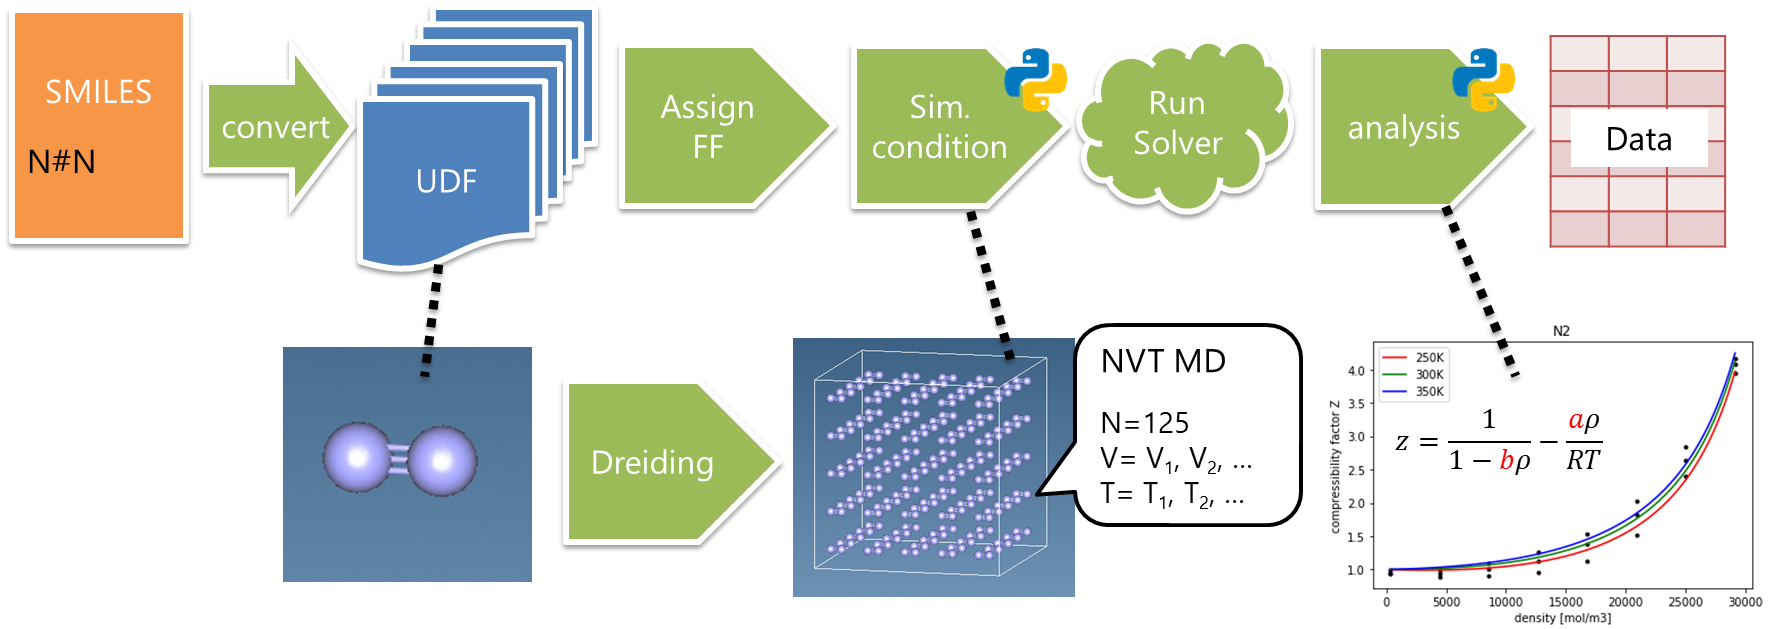 SMILES
N#N
convert
UDF
Assign
FF
Sim.
condition
Run
Solver
analysis
Data
Dreiding
NVT MD
N=125
V= V₁, V₂, ...
T= T₁, T₂, ...
N2
250K
300K
350K
z = 1/(1 − bρ) − aρ/RT
compressibility factor Z
4.0
3.5
3.0
2.5
2.0
1.5
1.0
0 5000 10000 15000 20000 25000 30000
density [mol/m3]